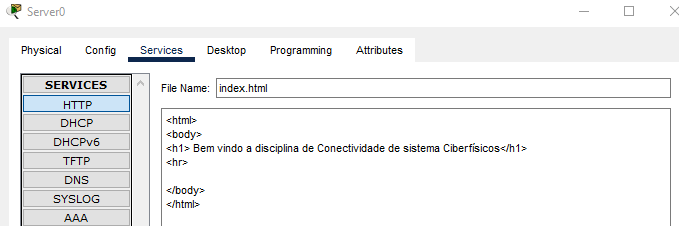 Server0
Physical Config Services Desktop Programming Attributes
SERVICES
HTTP
DHCP
DHCPv6
TFTP
DNS
SYSLOG
AAA
File Name: index.html
<html>
<body>
<h1> Bem vindo a disciplina de Conectividade de sistema Ciberfísicos</h1>
<hr>
</body>
</html>